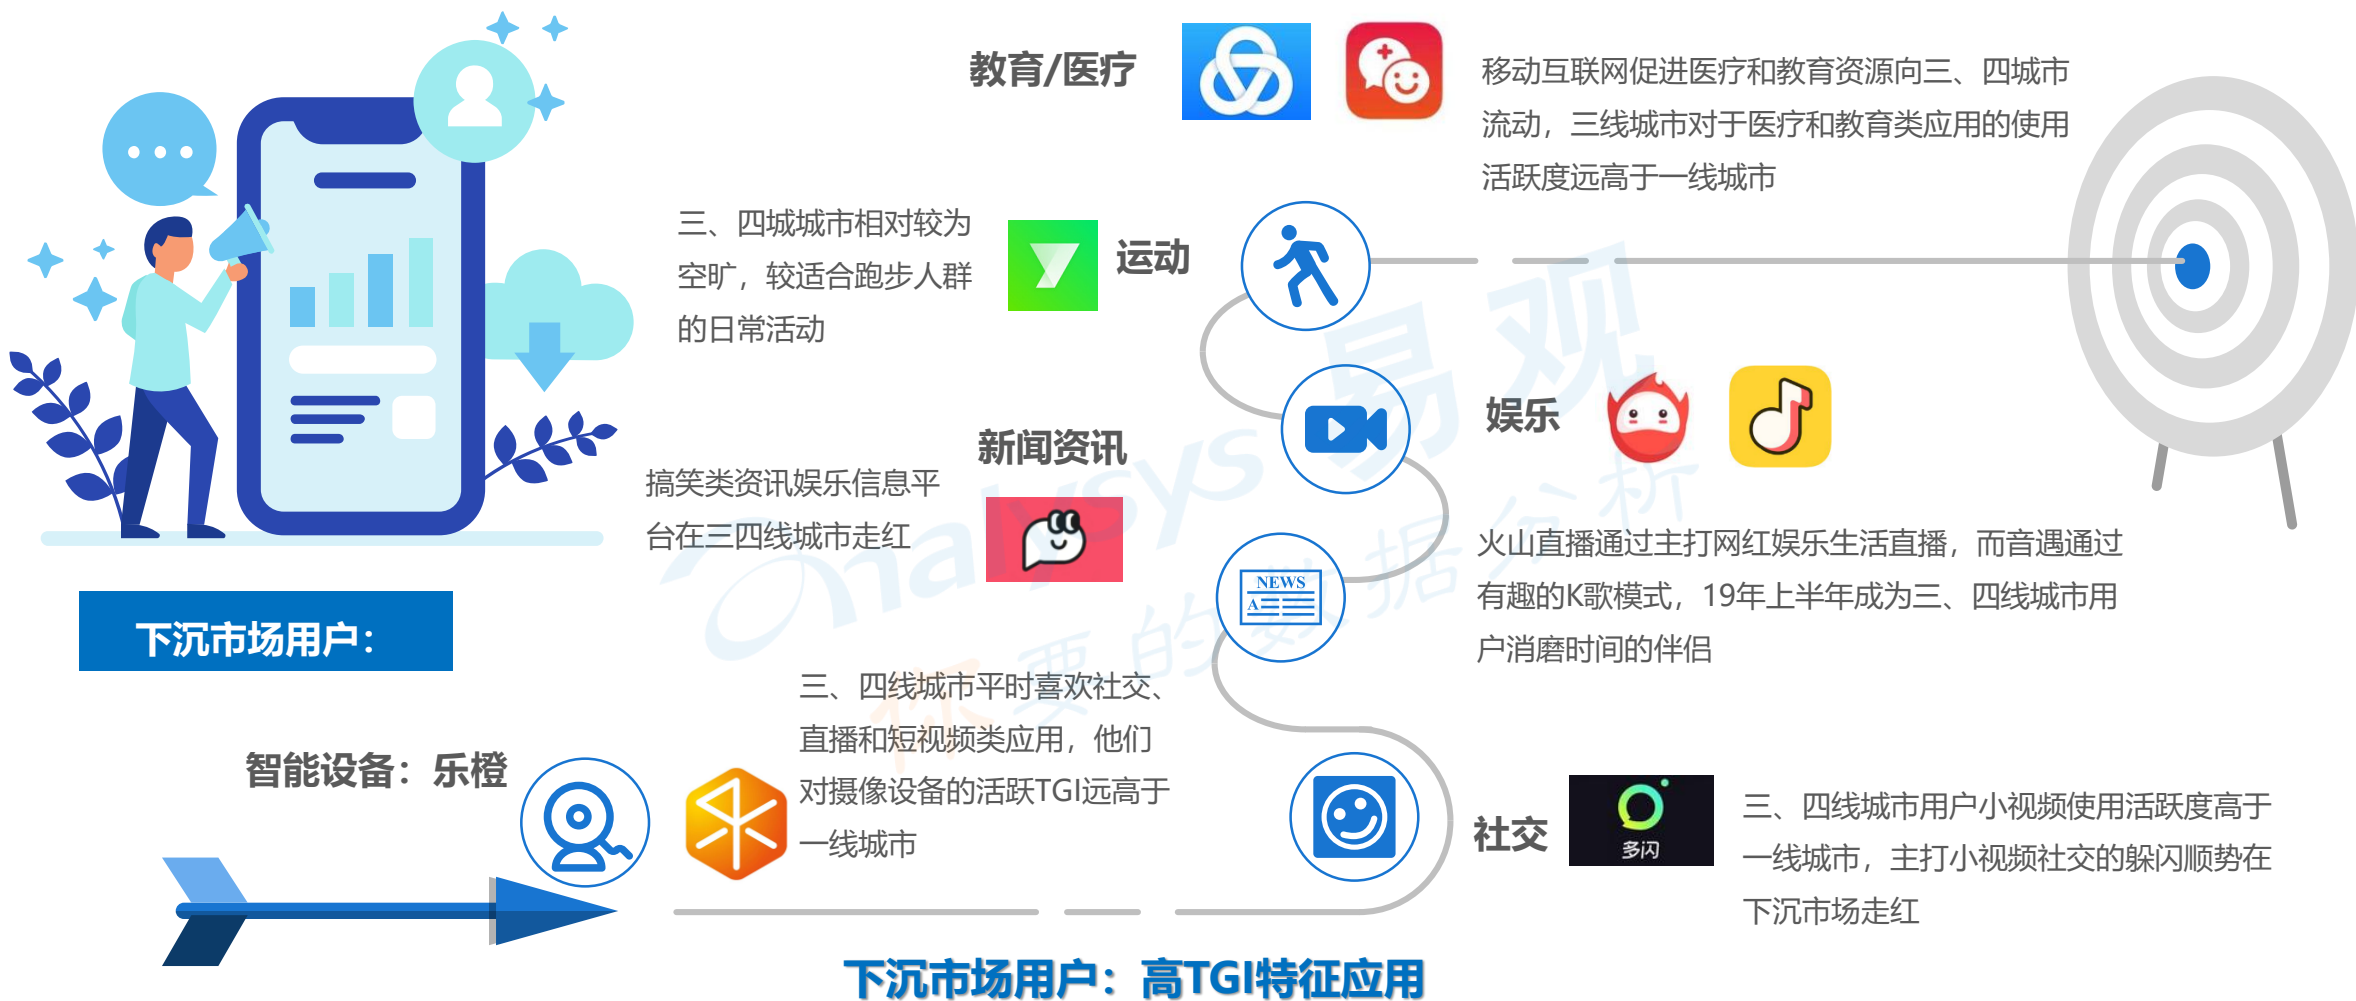 教育/医疗
移动互联网促进医疗和教育资源向三、四城市
流动，三线城市对于医疗和教育类应用的使用
活跃度远高于一线城市
三、四城城市相对较为
空旷，较适合跑步人群
的日常活动
运动
娱乐
新闻资讯
搞笑类资讯娱乐信息平
台在三四线城市走红
火山直播通过主打网红娱乐生活直播，而音遇通过
有趣的K歌模式，19年上半年成为三、四线城市用
户消磨时间的伴侣
NEWS
A
下沉市场用户：
三、四线城市平时喜欢社交、
直播和短视频类应用，他们
对摄像设备的活跃TGI远高于
一线城市
智能设备：乐橙
社交
多闪
三、四线城市用户小视频使用活跃度高于
一线城市，主打小视频社交的躲闪顺势在
下沉市场走红
下沉市场用户：高TGI特征应用
analysys 易观
你要的数据分析